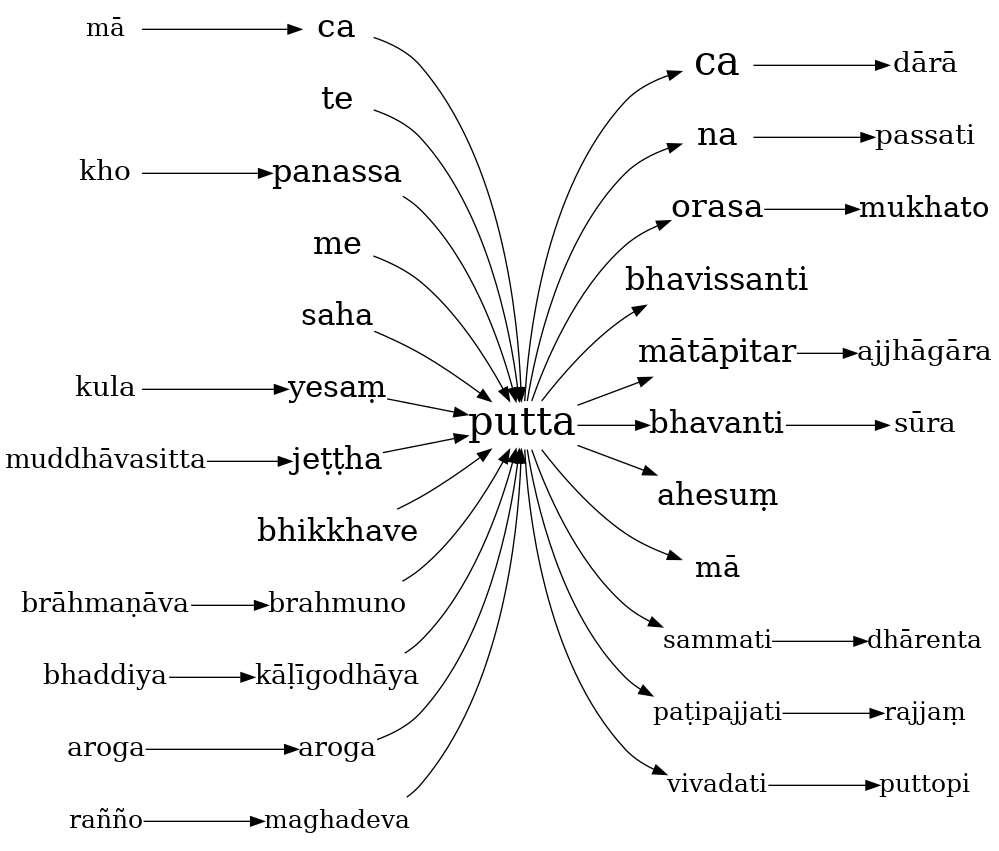 mā ca
te
kho panassa
me
saha
kula yesaṃ
muddhāvasitta jeṭṭha
bhikkhave
brāhmaṇāva brahmuno
bhaddiya kāḷīgodhāya
aroga aroga
rañño maghadeva
putta
ca dārā
na passati
orasa mukhato
bhavissanti
mātāpitar ajjhāgāra
bhavanti sūra
ahesuṃ
mā
sammati dhārenta
paṭipajjati rajjaṃ
vivadati puttopi